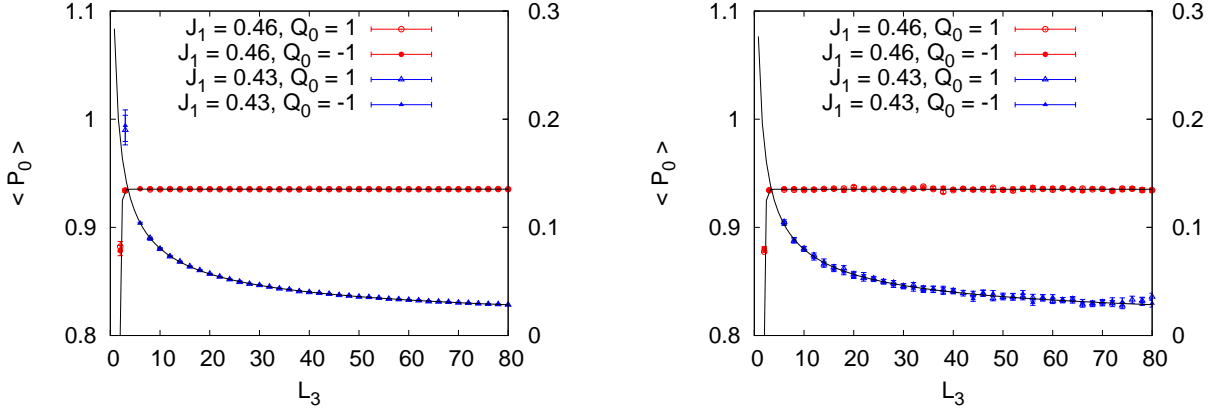 J1 = 0.46, Q0 = 1
J1 = 0.46, Q0 = -1
J1 = 0.43, Q0 = 1
J1 = 0.43, Q0 = -1
1.1
1
0.9
0.8
0.3
0.2
0.1
0
< P0 >
0 10 20 30 40 50 60 70 80
L3
J1 = 0.46, Q0 = 1
J1 = 0.46, Q0 = -1
J1 = 0.43, Q0 = 1
J1 = 0.43, Q0 = -1
1.1
1
0.9
0.8
0.3
0.2
0.1
0
< P0 >
0 10 20 30 40 50 60 70 80
L3